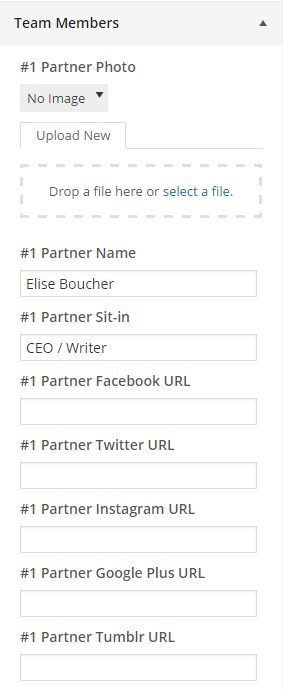 Team Members
#1 Partner Photo
No Image
Upload New
Drop a file here or select a file.
#1 Partner Name
Elise Boucher
#1 Partner Sit-in
CEO / Writer
#1 Partner Facebook URL
#1 Partner Twitter URL
#1 Partner Instagram URL
#1 Partner Google Plus URL
#1 Partner Tumblr URL